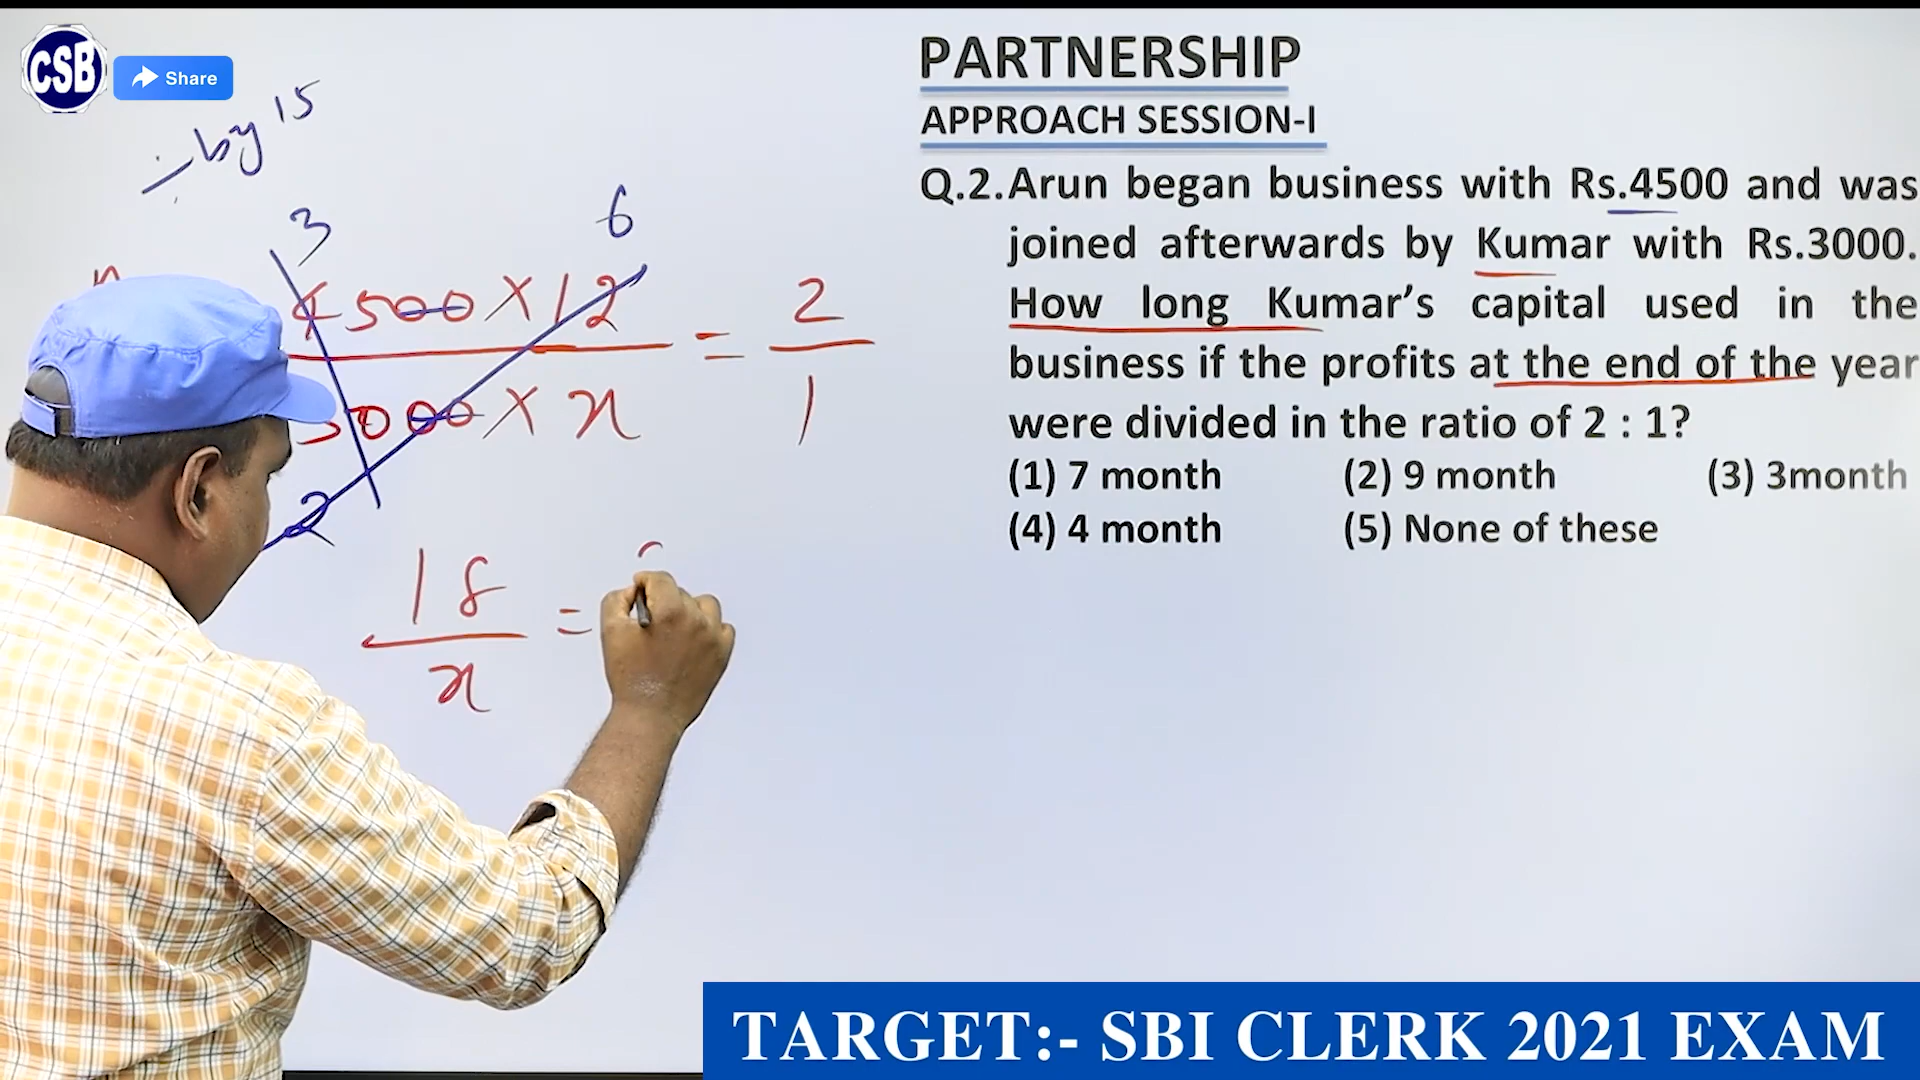 CSB
Share
÷ by 15
3
6
4500 × 12
= 2
3000 × x
1
2
18
=
x
PARTNERSHIP
APPROACH SESSION-I
Q.2. Arun began business with Rs.4500 and was
joined afterwards by Kumar with Rs.3000.
How long Kumar's capital used in the
business if the profits at the end of the year
were divided in the ratio of 2 : 1?
(1) 7 month (2) 9 month (3) 3month
(4) 4 month (5) None of these
TARGET:- SBI CLERK 2021 EXAM